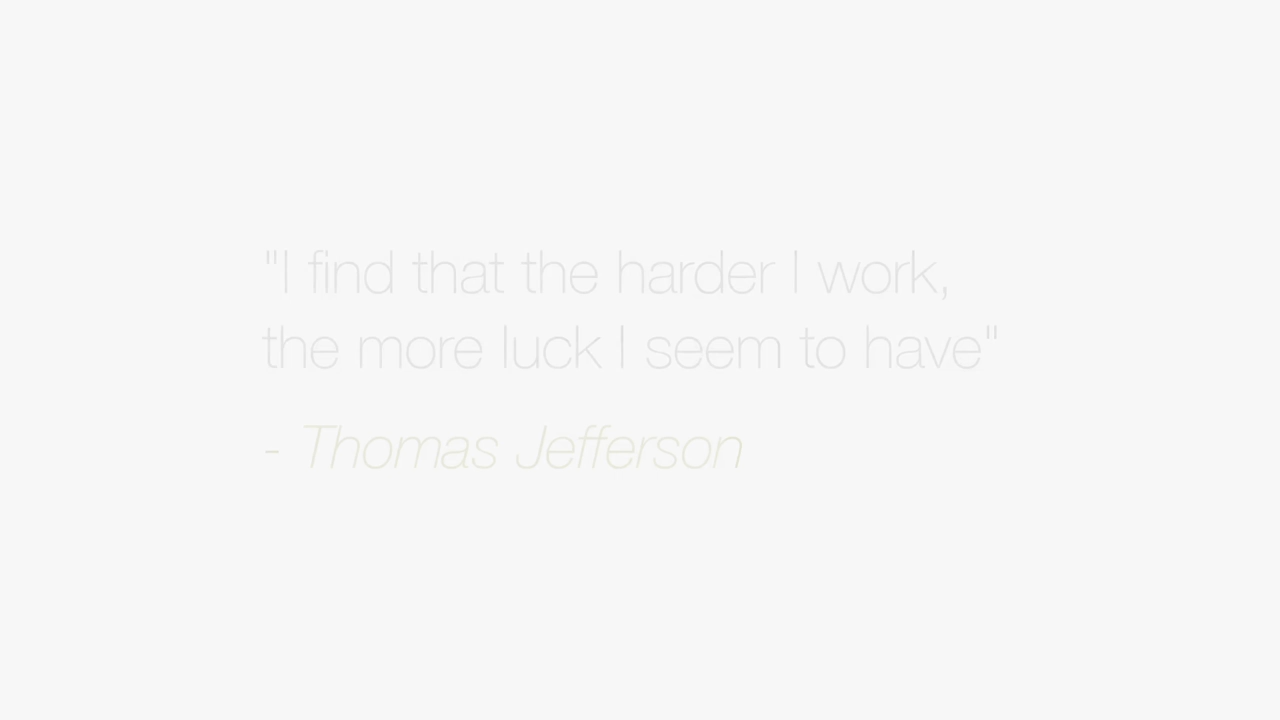 "I find that the harder I work,
the more luck I seem to have"
- Thomas Jefferson